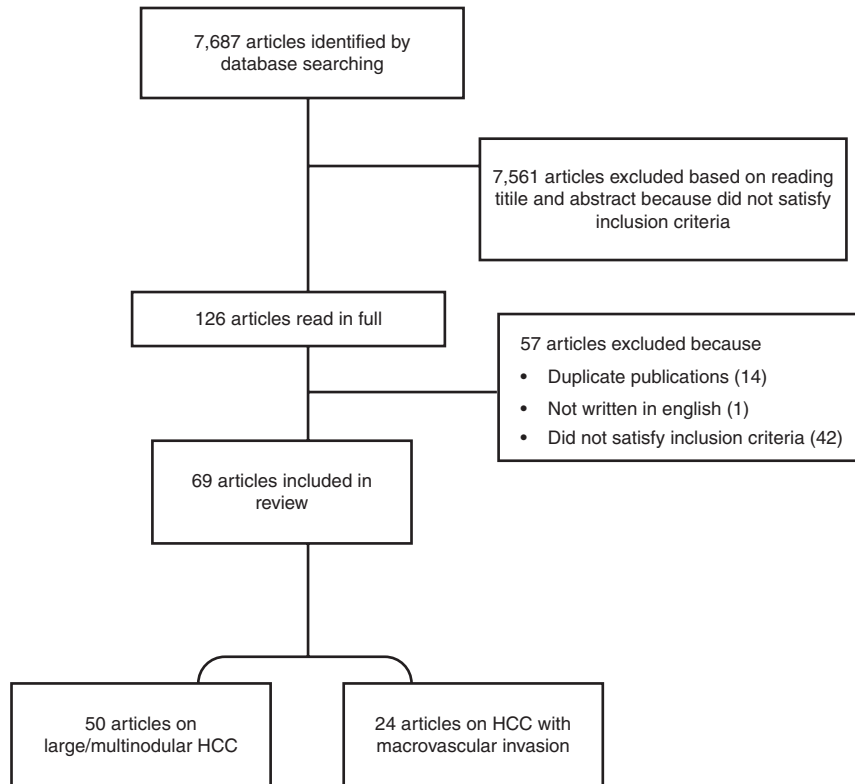 7,687 articles identified by
database searching
7,561 articles excluded based on reading
titile and abstract because did not satisfy
inclusion criteria
126 articles read in full
57 articles excluded because
• Duplicate publications (14)
• Not written in english (1)
• Did not satisfy inclusion criteria (42)
69 articles included in
review
50 articles on
large/multinodular HCC
24 articles on HCC with
macrovascular invasion